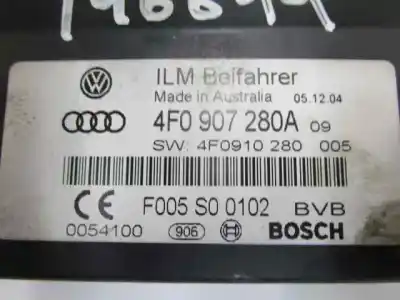 ILM Beifahrer
Made in Australia 05.12.04
4F0 907 280A 09
SW: 4F0910 280 005
F005 S0 0102 BVB
0054100 906 BOSCH